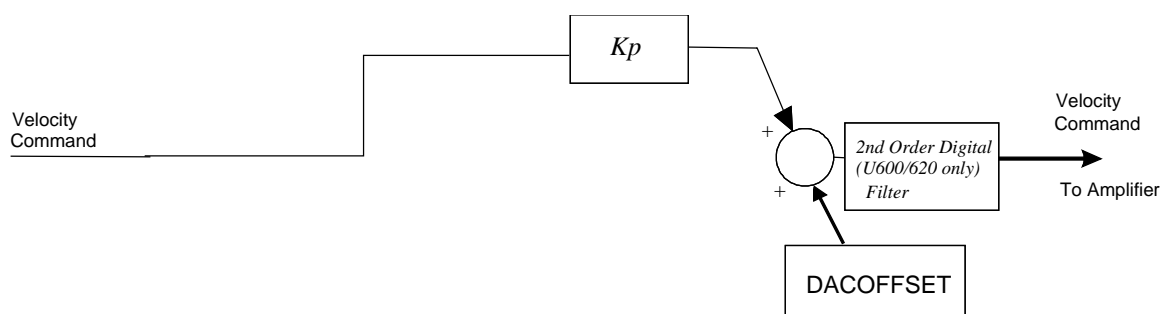 Kp
Velocity
Command
+
+
2nd Order Digital
(U600/620 only)
Filter
Velocity
Command
To Amplifier
DACOFFSET